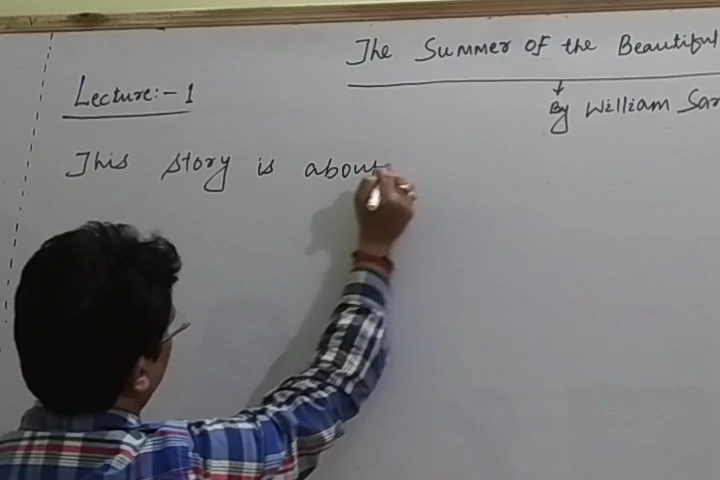 The Summer of the Beautiful
Lecture:- 1
By William Sar
This story is about